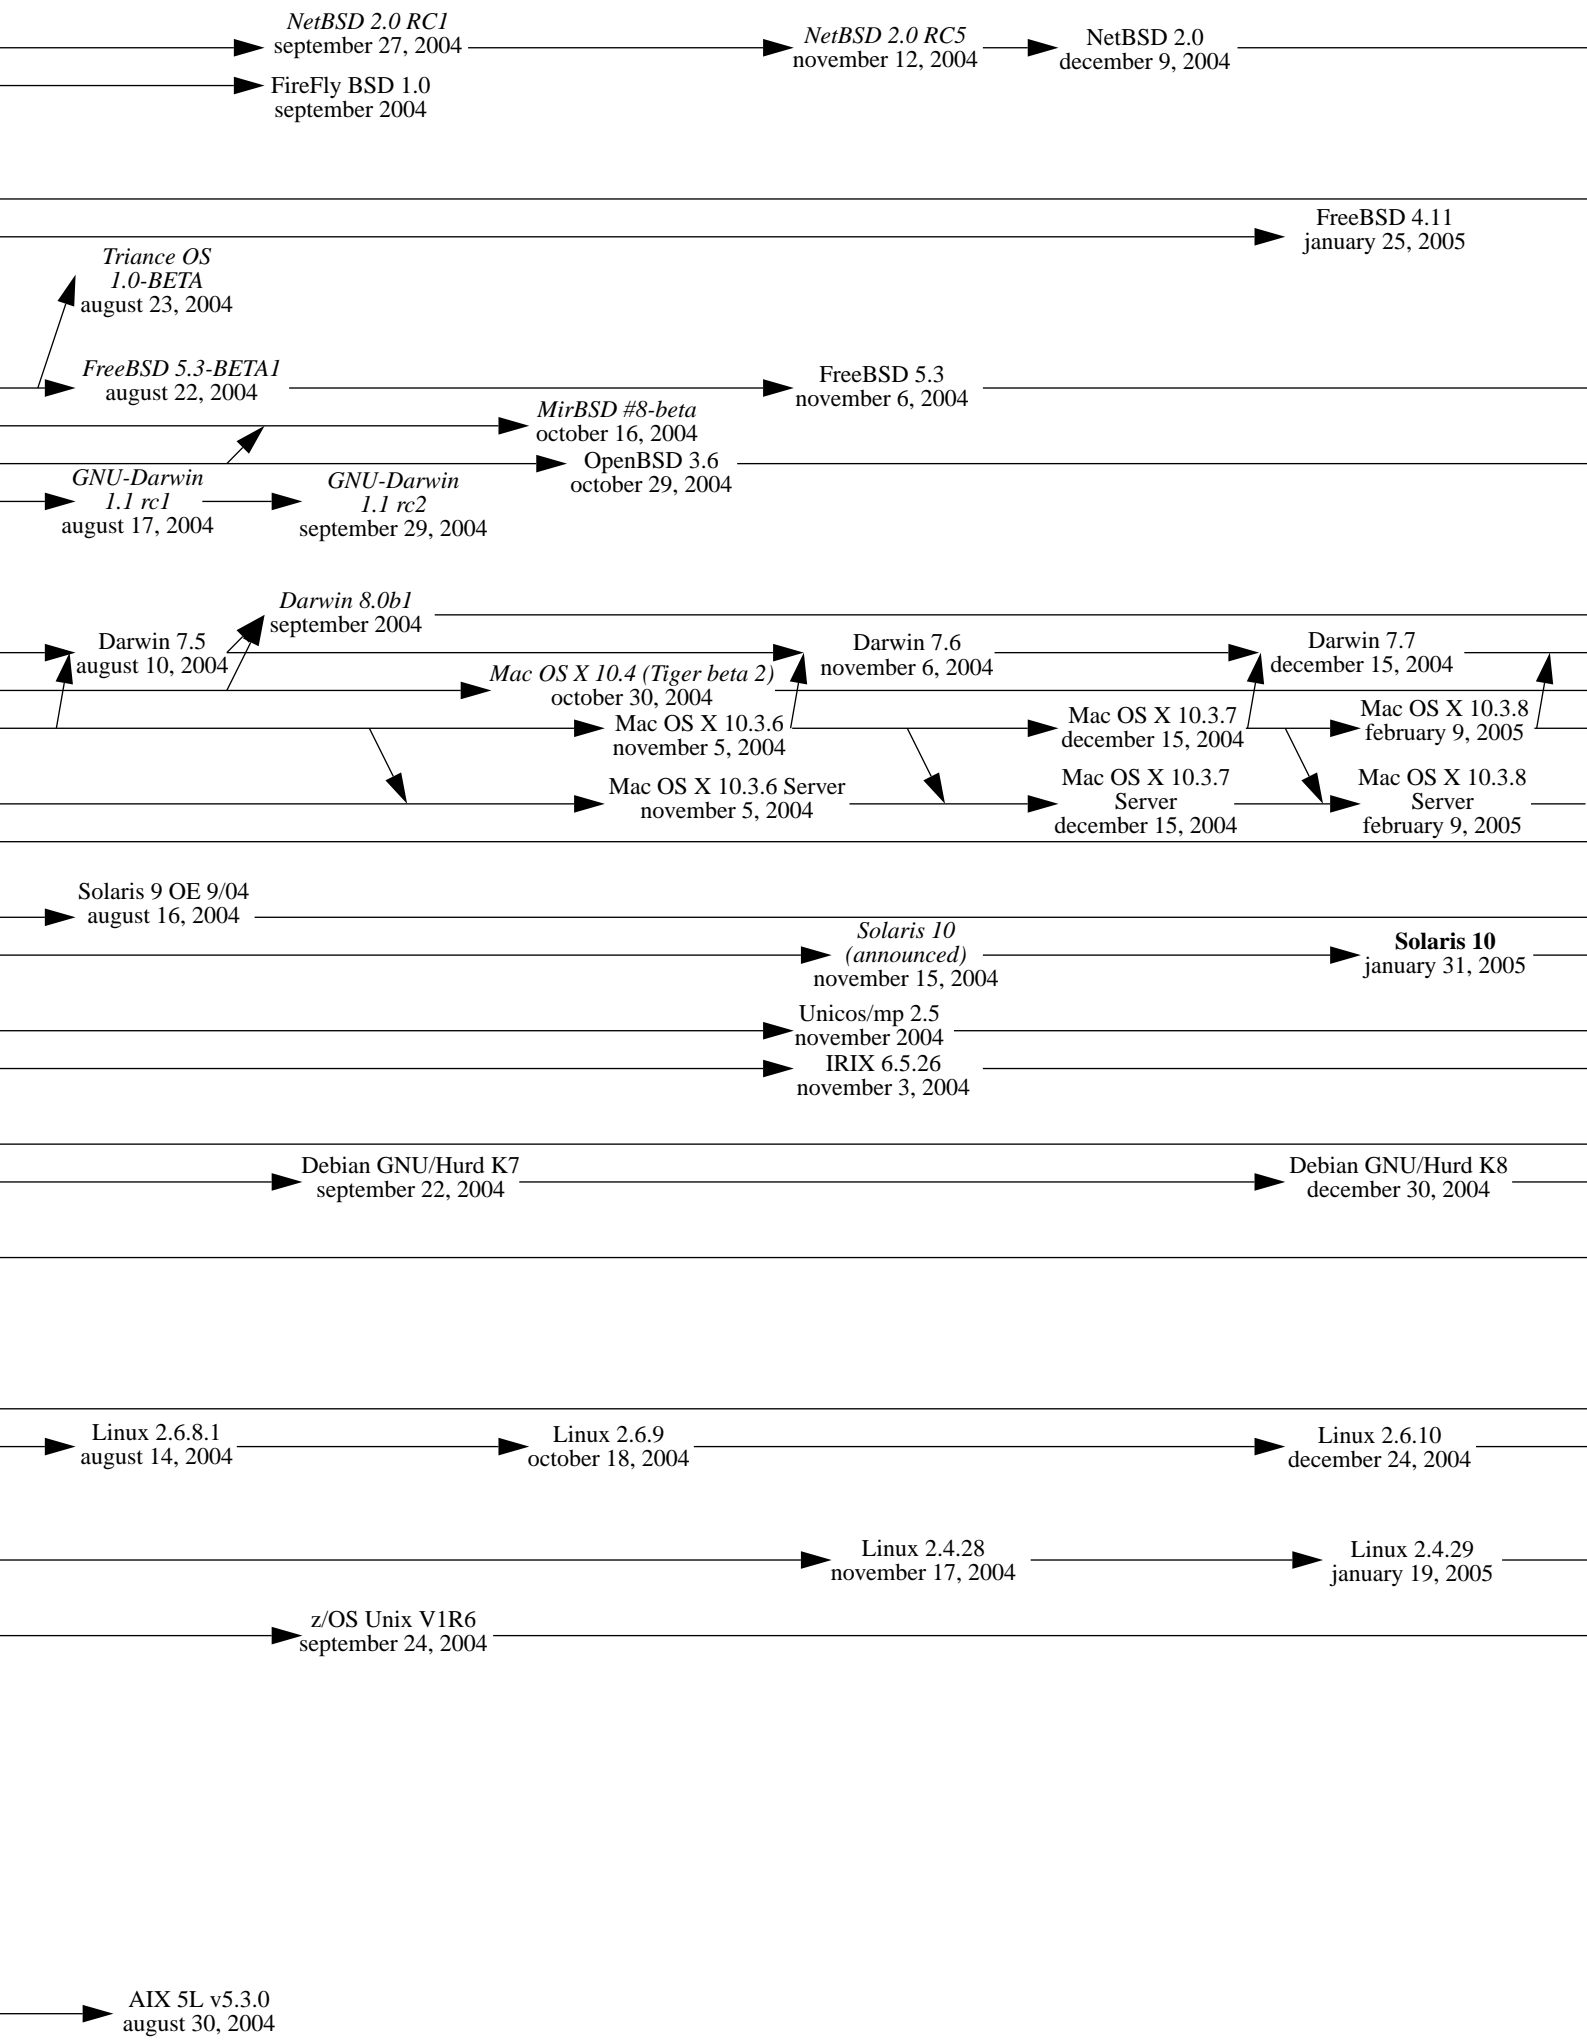 NetBSD 2.0 RC1
september 27, 2004
NetBSD 2.0 RC5
november 12, 2004
NetBSD 2.0
december 9, 2004
FireFly BSD 1.0
september 2004
FreeBSD 4.11
january 25, 2005
Triance OS
1.0-BETA
august 23, 2004
FreeBSD 5.3-BETA1
august 22, 2004
FreeBSD 5.3
november 6, 2004
MirBSD #8-beta
october 16, 2004
OpenBSD 3.6
october 29, 2004
GNU-Darwin
1.1 rc1
august 17, 2004
GNU-Darwin
1.1 rc2
september 29, 2004
Darwin 8.0b1
september 2004
Darwin 7.5
august 10, 2004
Darwin 7.6
november 6, 2004
Darwin 7.7
december 15, 2004
Mac OS X 10.4 (Tiger beta 2)
october 30, 2004
Mac OS X 10.3.6
november 5, 2004
Mac OS X 10.3.7
december 15, 2004
Mac OS X 10.3.8
february 9, 2005
Mac OS X 10.3.6 Server
november 5, 2004
Mac OS X 10.3.7
Server
december 15, 2004
Mac OS X 10.3.8
Server
february 9, 2005
Solaris 9 OE 9/04
august 16, 2004
Solaris 10
(announced)
november 15, 2004
Solaris 10
january 31, 2005
Unicos/mp 2.5
november 2004
IRIX 6.5.26
november 3, 2004
Debian GNU/Hurd K7
september 22, 2004
Debian GNU/Hurd K8
december 30, 2004
Linux 2.6.8.1
august 14, 2004
Linux 2.6.9
october 18, 2004
Linux 2.6.10
december 24, 2004
Linux 2.4.28
november 17, 2004
Linux 2.4.29
january 19, 2005
z/OS Unix V1R6
september 24, 2004
AIX 5L v5.3.0
august 30, 2004